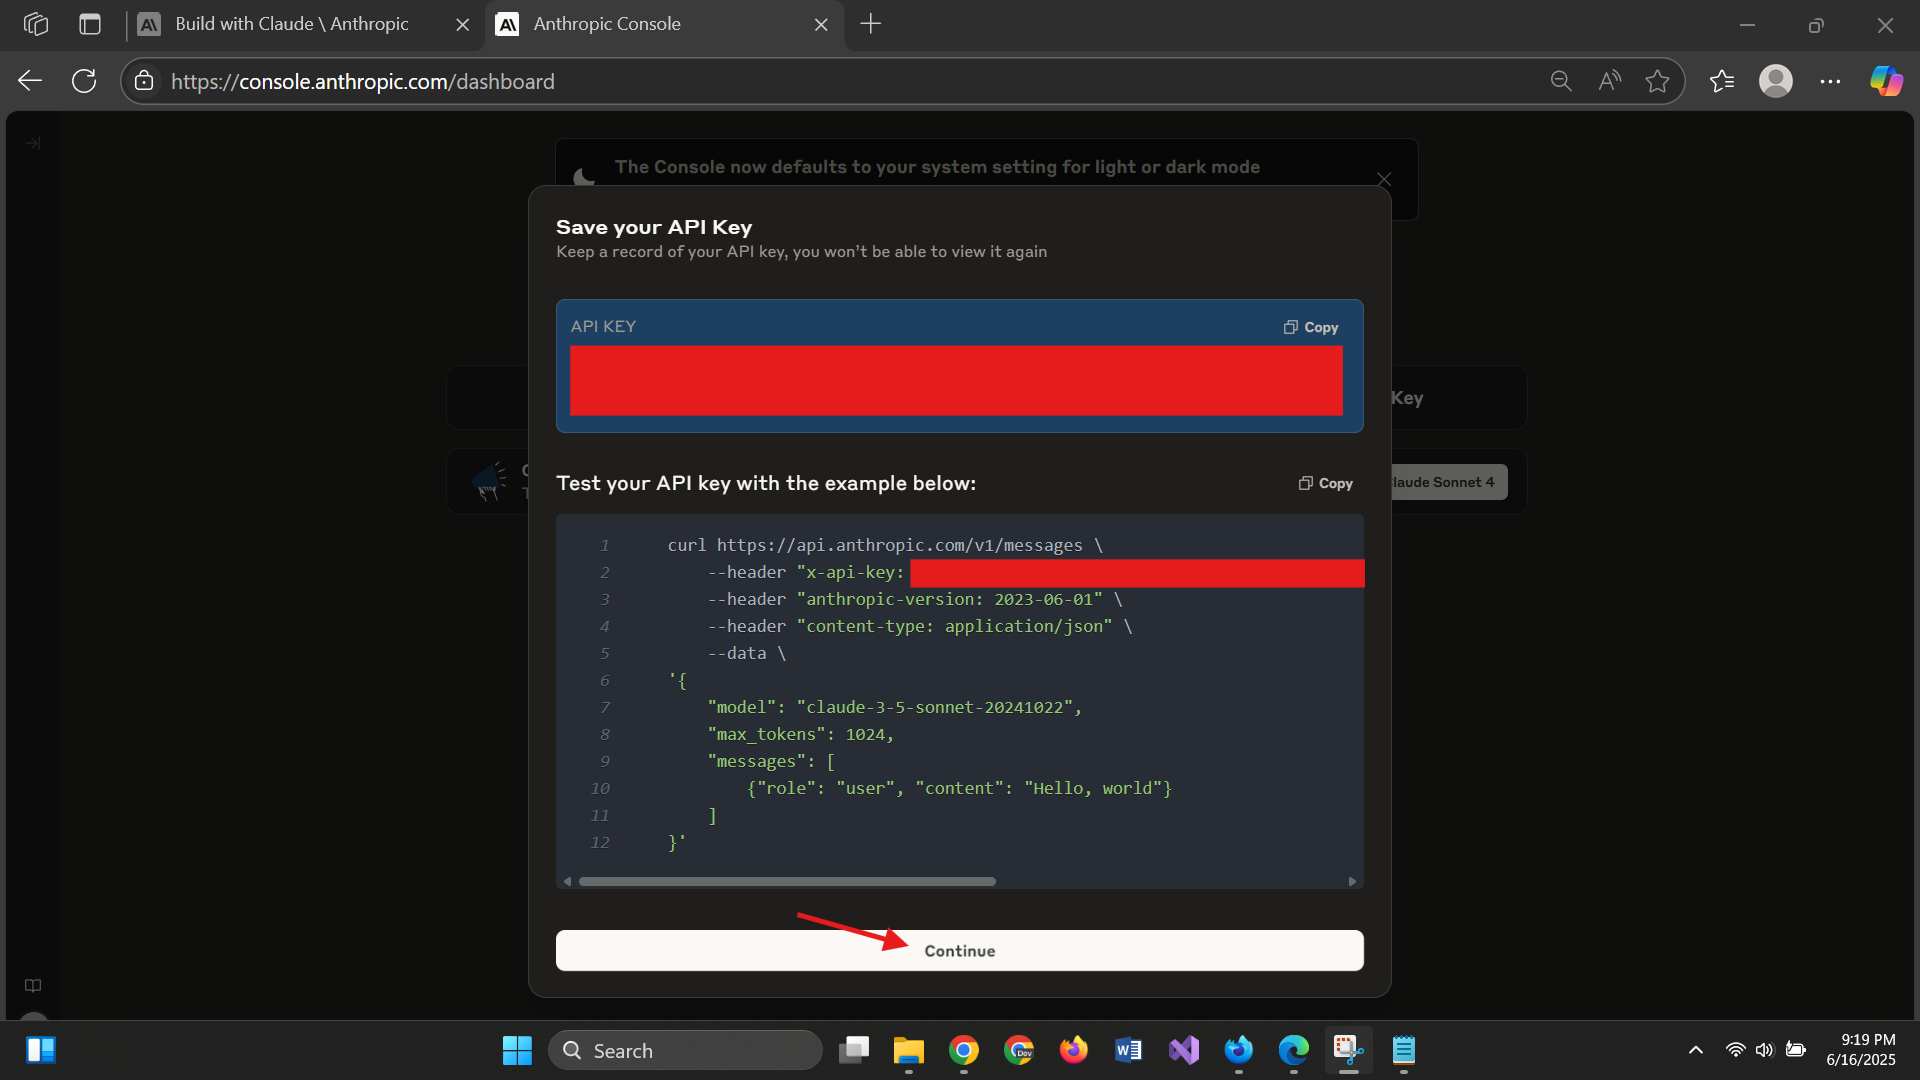 Build with Claude \ Anthropic
Anthropic Console
https://console.anthropic.com/dashboard
The Console now defaults to your system setting for light or dark mode
Save your API Key
Keep a record of your API key, you won't be able to view it again
API KEY
Copy
Key
Test your API key with the example below:
Copy
laude Sonnet 4
1 curl https://api.anthropic.com/v1/messages \
2 --header "x-api-key:
3 --header "anthropic-version: 2023-06-01" \
4 --header "content-type: application/json" \
5 --data \
6 '{
7 "model": "claude-3-5-sonnet-20241022",
8 "max_tokens": 1024,
9 "messages": [
10 {"role": "user", "content": "Hello, world"}
11 ]
12 }'
Continue
Search
Dev
9:19 PM
6/16/2025